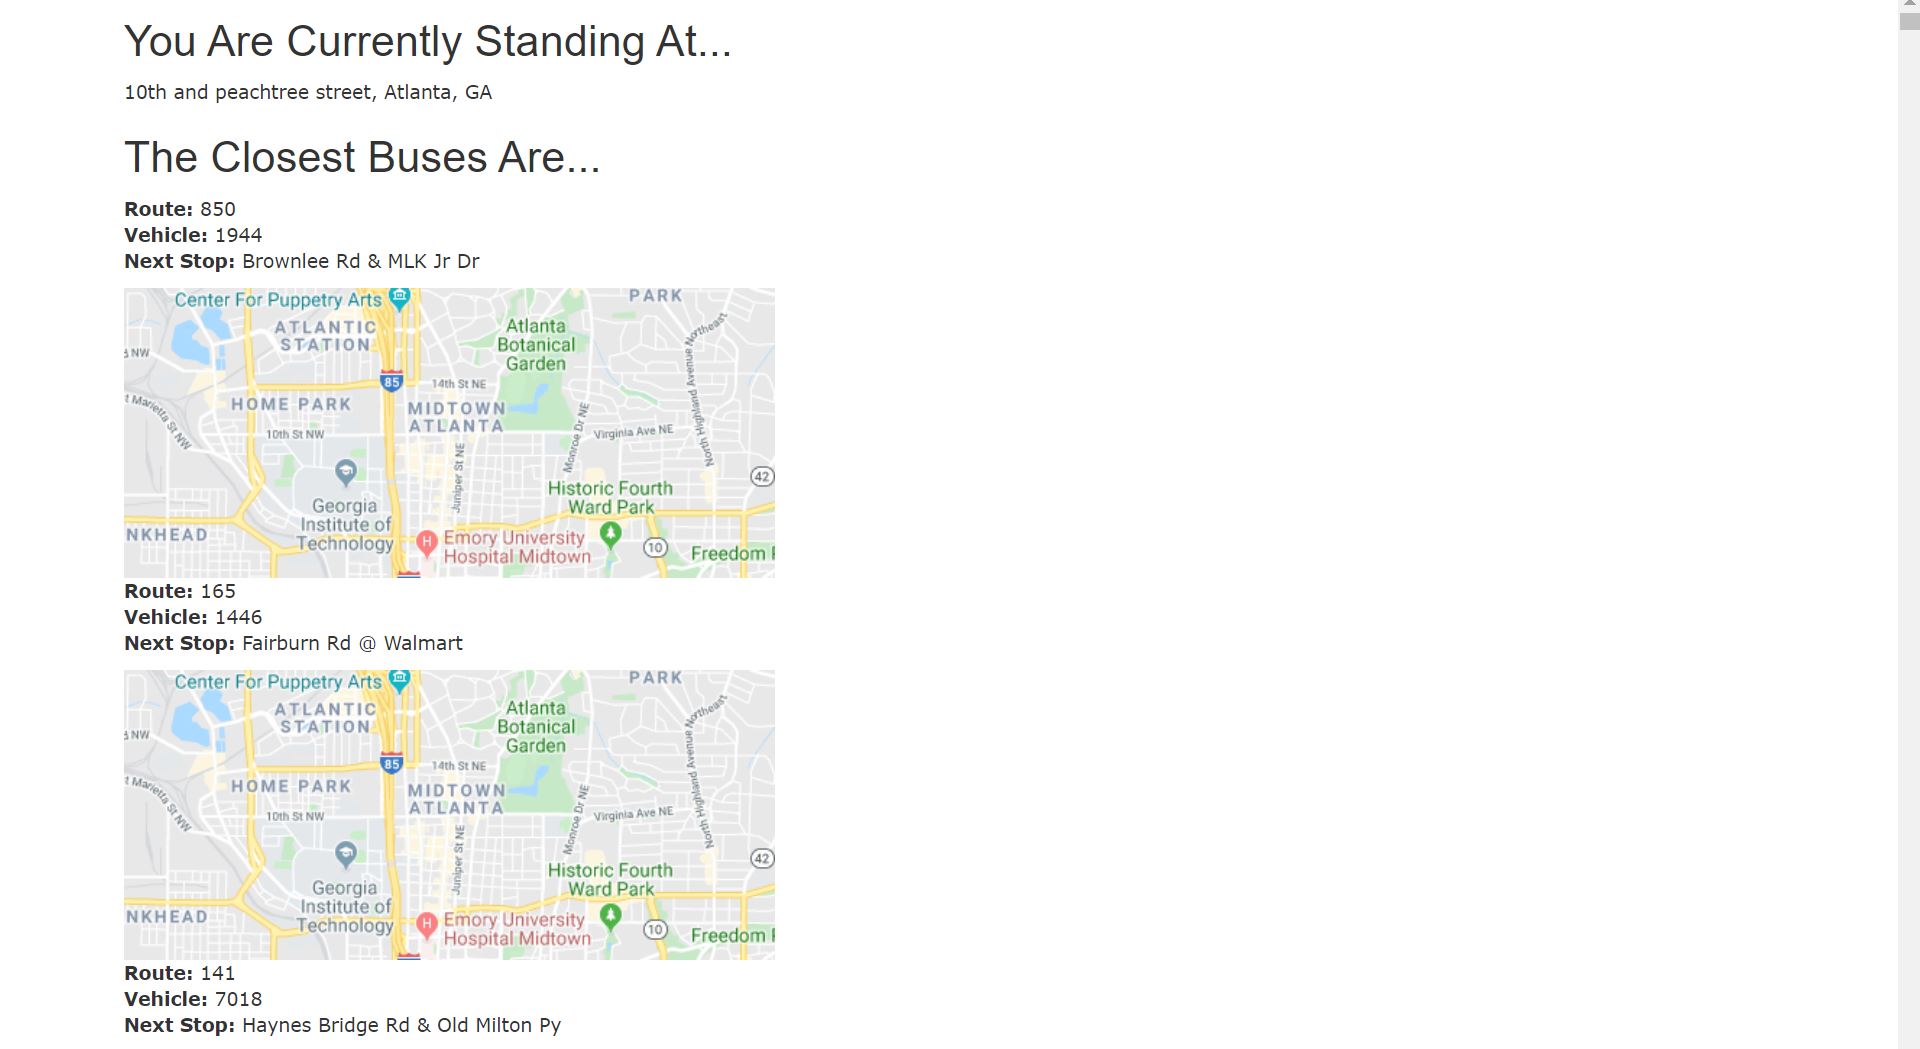 You Are Currently Standing At...
10th and peachtree street, Atlanta, GA
The Closest Buses Are...
Route: 850
Vehicle: 1944
Next Stop: Brownlee Rd & MLK Jr Dr
Center For Puppetry Arts
PARK
ATLANTIC
STATION
Atlanta
Botanical
Garden
North Highland Avenue Northeast
NW
85
14th St NE
HOME PARK
MIDTOWN
ATLANTA
t Marietta St NW
10th St NW
Monroe Dr NE
Virginia Ave NE
Juniper St NE
42
Georgia
Institute of
Technology
Historic Fourth
Ward Park
NKHEAD
H
Emory University
Hospital Midtown
10
Freedom
Route: 165
Vehicle: 1446
Next Stop: Fairburn Rd @ Walmart
Center For Puppetry Arts
PARK
ATLANTIC
STATION
Atlanta
Botanical
Garden
North Highland Avenue Northeast
NW
85
14th St NE
HOME PARK
MIDTOWN
ATLANTA
t Marietta St NW
10th St NW
Monroe Dr NE
Virginia Ave NE
Juniper St NE
42
Georgia
Institute of
Technology
Historic Fourth
Ward Park
NKHEAD
H
Emory University
Hospital Midtown
10
Freedom
Route: 141
Vehicle: 7018
Next Stop: Haynes Bridge Rd & Old Milton Py